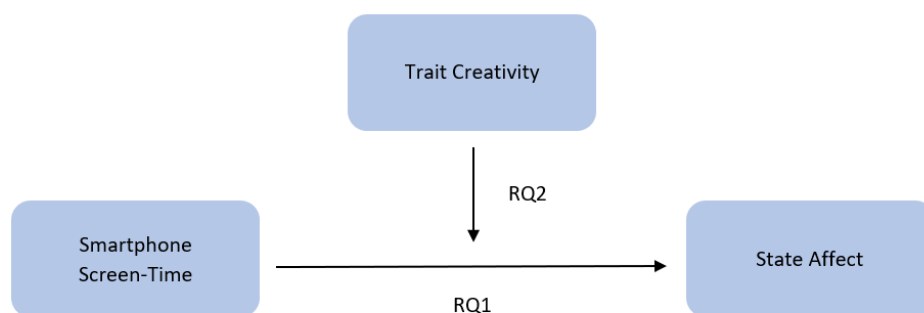 Trait Creativity
RQ2
Smartphone
Screen-Time
State Affect
RQ1